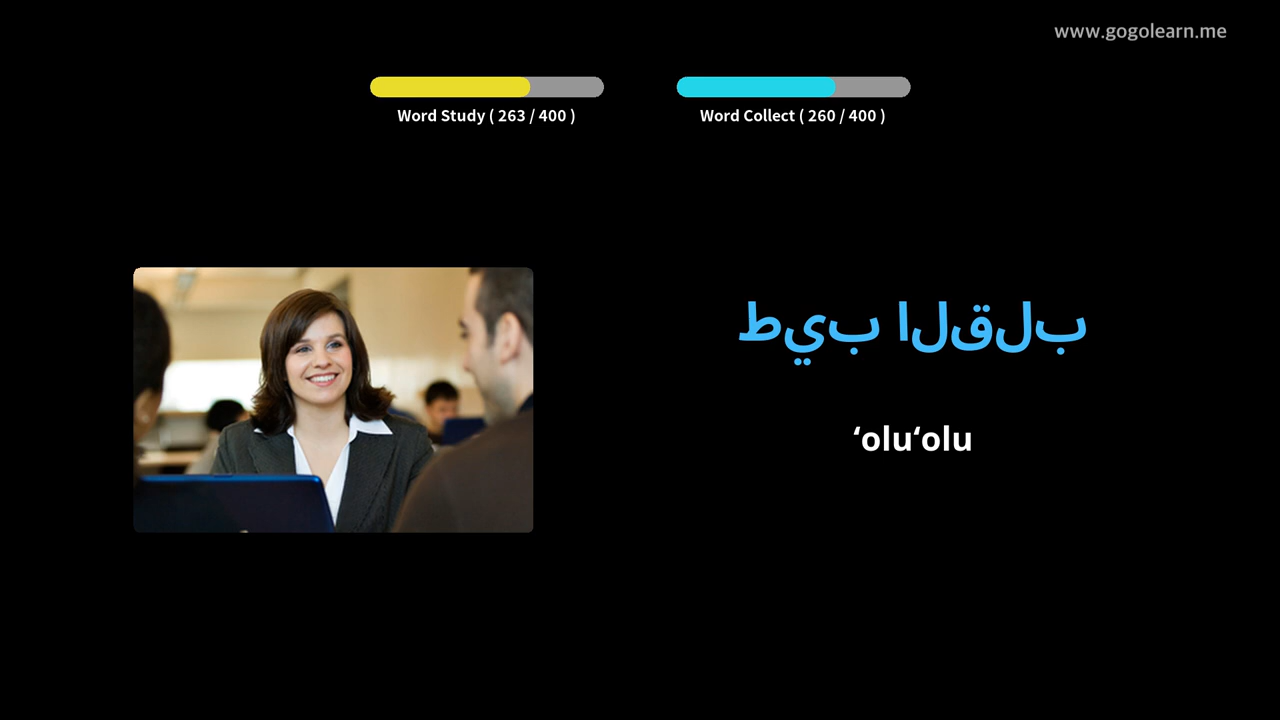 www.gogolearn.me
Word Study ( 263 / 400 )
Word Collect ( 260 / 400 )
طيب القلب
ʻoluʻolu